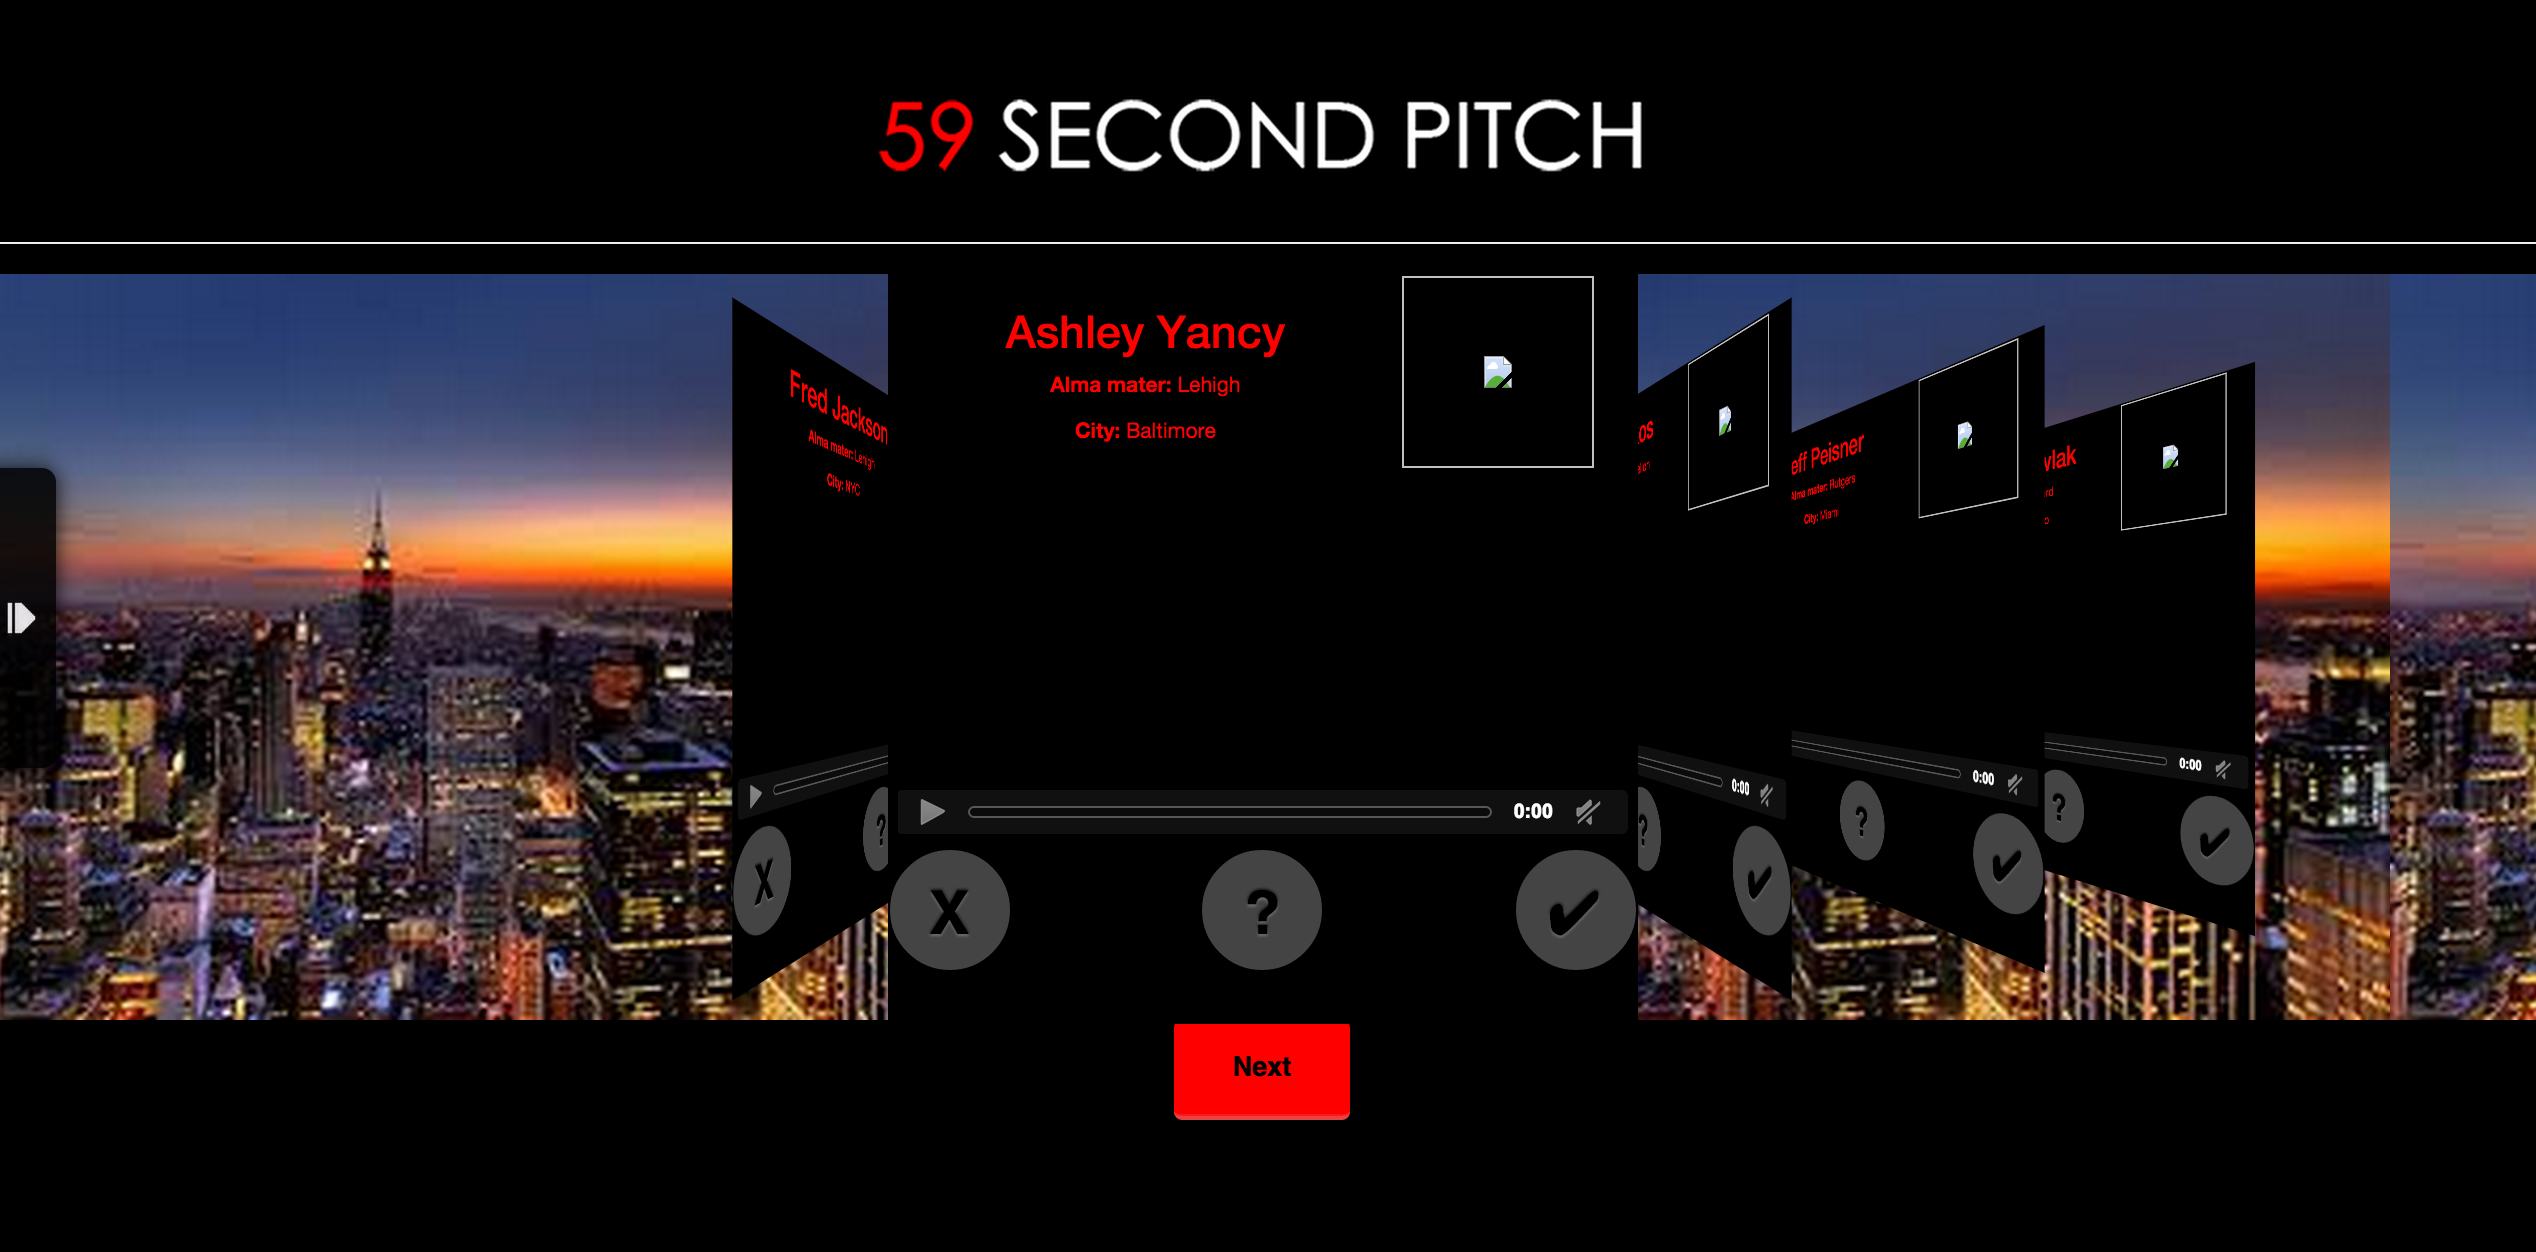 59 SECOND PITCH
Fred Jackson
Alma mater: Lehigh
City: NYC
?
X
Ashley Yancy
Alma mater: Lehigh
City: Baltimore
0:00
X
?
✔
os
0:00
?
✔
eff Peisner
Alma mater: Rutgers
City: Miami
0:00
?
✔
vlak
rd
o
0:00
?
✔
Next